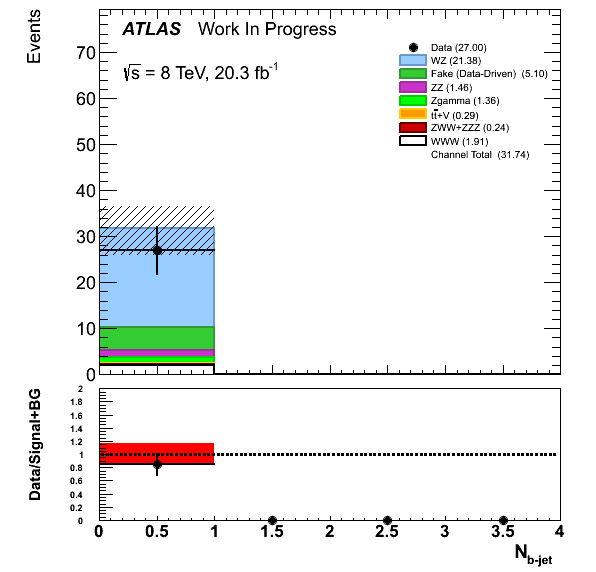 Events
ATLAS Work In Progress
√s = 8 TeV, 20.3 fb⁻¹
Data (27.00)
WZ (21.38)
Fake (Data-Driven) (5.10)
ZZ (1.46)
Zgamma (1.36)
tt̄+V (0.29)
ZWW+ZZZ (0.24)
WWW (1.91)
Channel Total (31.74)
70
60
50
40
30
20
10
0
Data/Signal+BG
2
1.8
1.6
1.4
1.2
1
0.8
0.6
0.4
0.2
0
0 0.5 1 1.5 2 2.5 3 3.5 4
N_b-jet